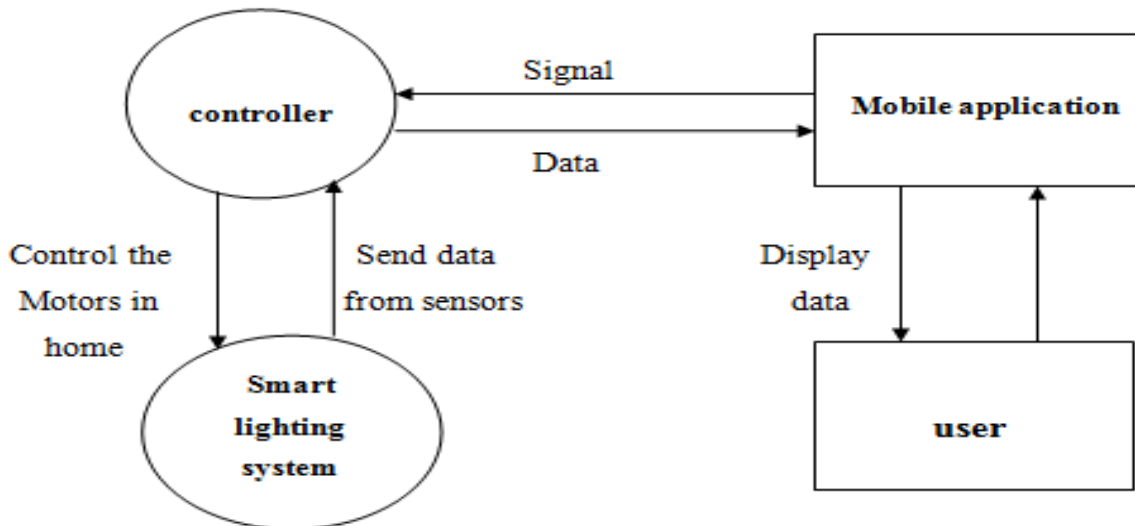 Signal
controller
Mobile application
Data
Control the
Motors in
home
Send data
from sensors
Display
data
Smart
lighting
system
user